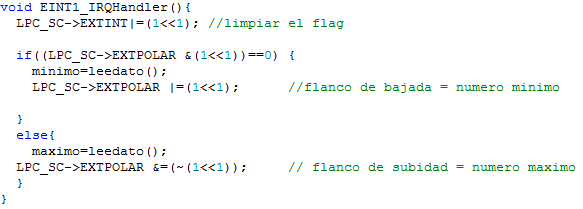 void EINT1_IRQHandler(){
LPC_SC->EXTINT|=(1<<1); //limpiar el flag
if((LPC_SC->EXTPOLAR &(1<<1))==0) {
minimo=leedato();
LPC_SC->EXTPOLAR |=(1<<1); //flanco de bajada = numero minimo
}
else{
maximo=leedato();
LPC_SC->EXTPOLAR &=(~(1<<1)); // flanco de subidad = numero maximo
}
}